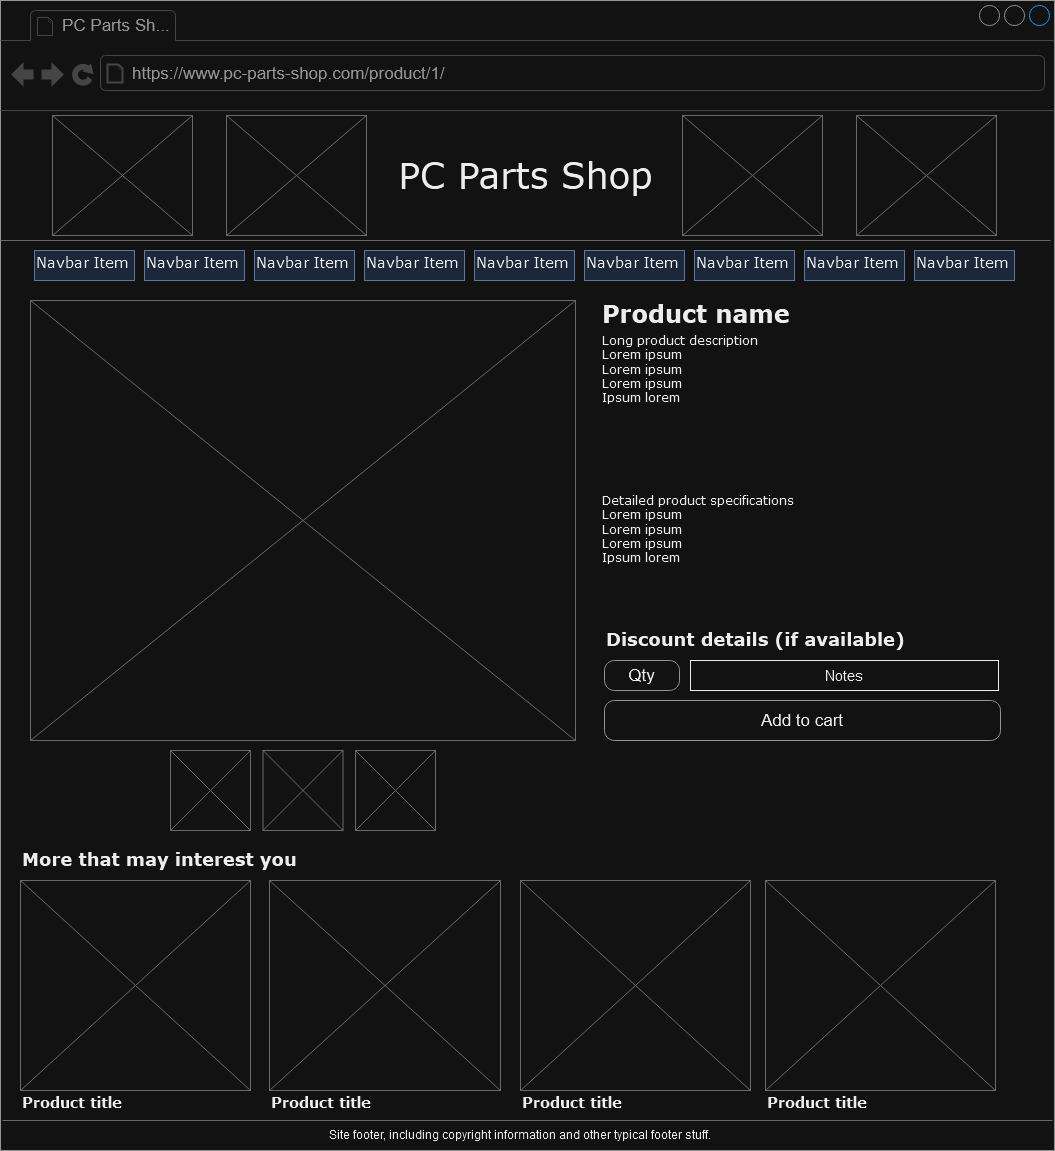 PC Parts Sh...
https://www.pc-parts-shop.com/product/1/
PC Parts Shop
Navbar Item Navbar Item Navbar Item Navbar Item Navbar Item Navbar Item Navbar Item Navbar Item Navbar Item
Product name
Long product description
Lorem ipsum
Lorem ipsum
Lorem ipsum
Ipsum lorem
Detailed product specifications
Lorem ipsum
Lorem ipsum
Lorem ipsum
Ipsum lorem
Discount details (if available)
Qty Notes
Add to cart
More that may interest you
Product title Product title Product title Product title
Site footer, including copyright information and other typical footer stuff.